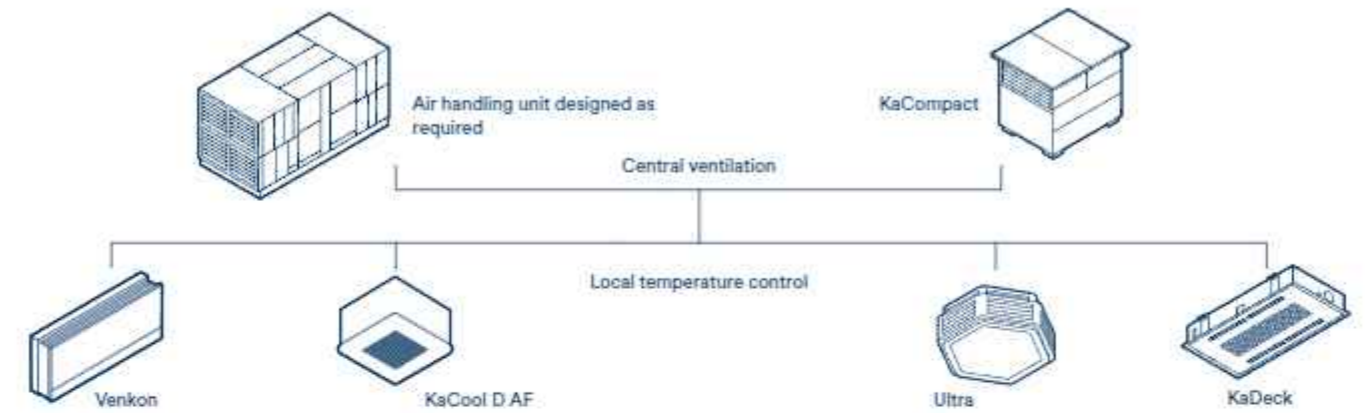 Air handling unit designed as
required
KaCompact
Central ventilation
Local temperature control
Venkon
KaCool D AF
Ultra
KaDeck